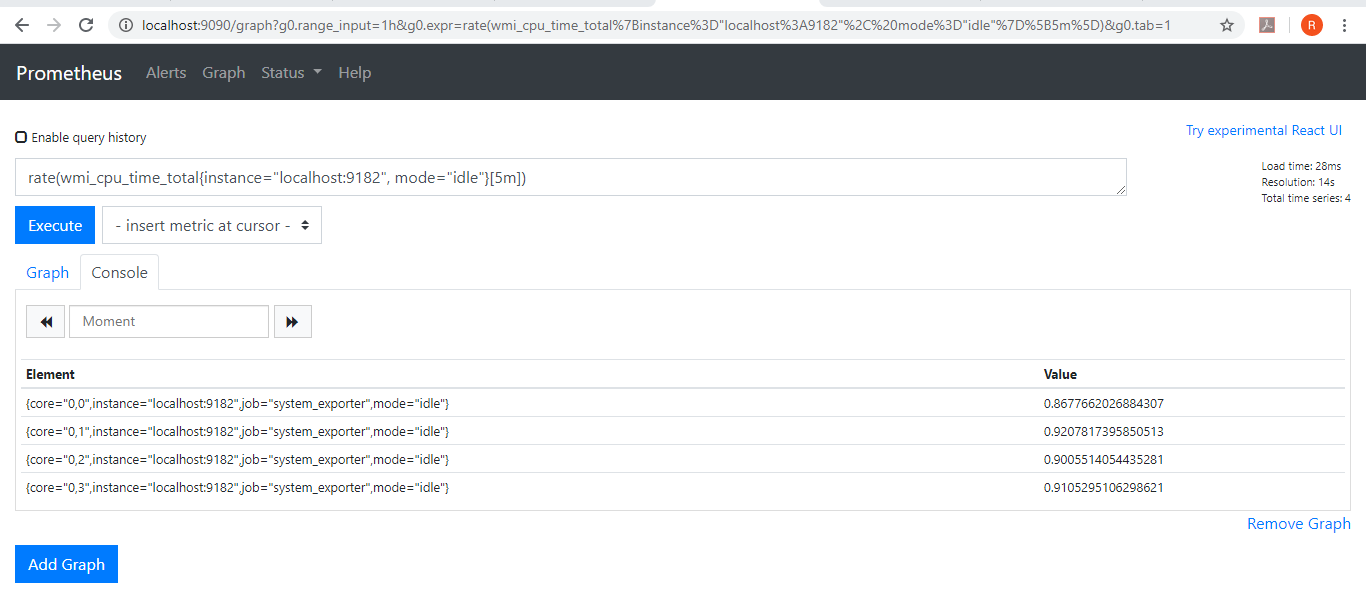 localhost:9090/graph?g0.range_input=1h&g0.expr=rate(wmi_cpu_time_total%7Binstance%3D"localhost%3A9182"%2C%20mode%3D"idle"%7D%5B5m%5D)&g0.tab=1
R
Prometheus Alerts Graph Status Help
Enable query history
Try experimental React UI
rate(wmi_cpu_time_total{instance="localhost:9182", mode="idle"}[5m])
Load time: 28ms
Resolution: 14s
Total time series: 4
Execute - insert metric at cursor -
Graph Console
Moment
Element Value
{core="0,0",instance="localhost:9182",job="system_exporter",mode="idle"} 0.8677662026884307
{core="0,1",instance="localhost:9182",job="system_exporter",mode="idle"} 0.9207817395850513
{core="0,2",instance="localhost:9182",job="system_exporter",mode="idle"} 0.9005514054435281
{core="0,3",instance="localhost:9182",job="system_exporter",mode="idle"} 0.9105295106298621
Remove Graph
Add Graph